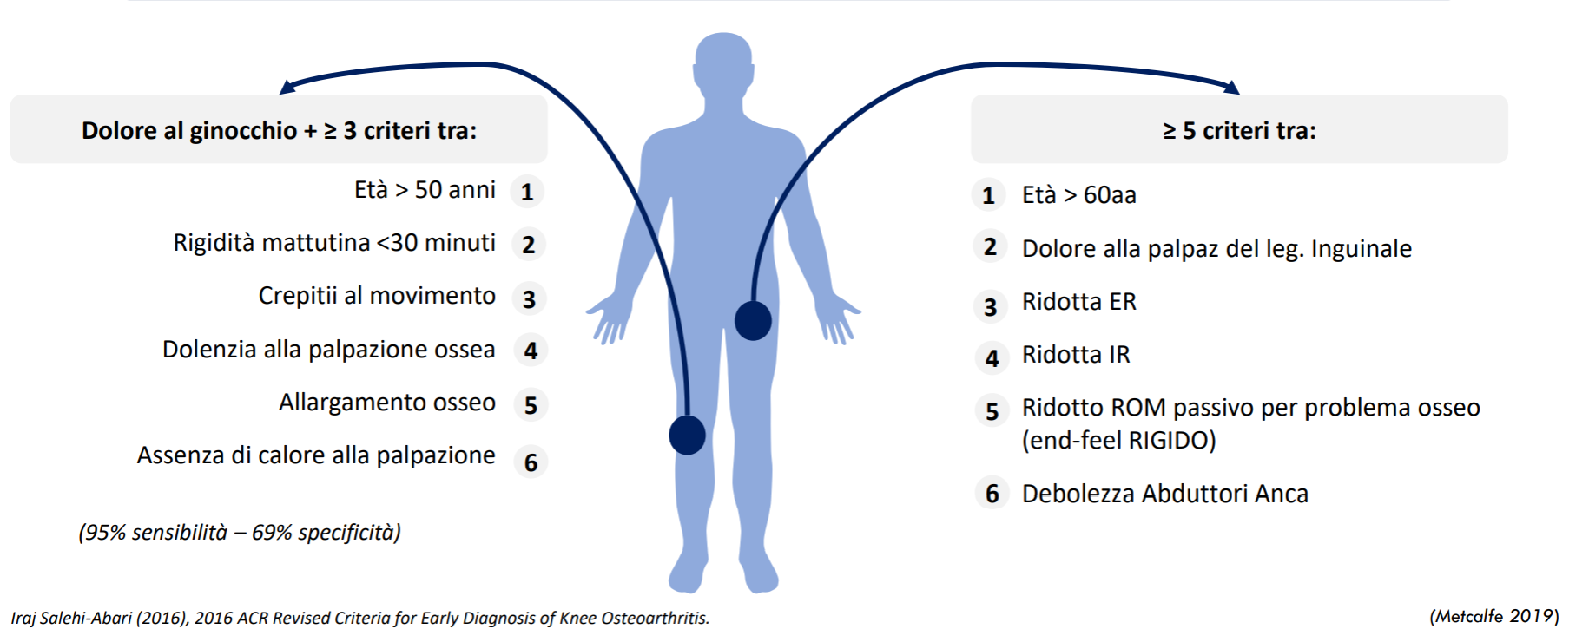 Dolore al ginocchio + ≥ 3 criteri tra:
Età > 50 anni 1
Rigidità mattutina <30 minuti 2
Crepitii al movimento 3
Dolenzia alla palpazione ossea 4
Allargamento osseo 5
Assenza di calore alla palpazione 6
(95% sensibilità – 69% specificità)
Iraj Salehi-Abari (2016), 2016 ACR Revised Criteria for Early Diagnosis of Knee Osteoarthritis.
≥ 5 criteri tra:
1 Età > 60aa
2 Dolore alla palpaz del leg. Inguinale
3 Ridotta ER
4 Ridotta IR
5 Ridotto ROM passivo per problema osseo
(end-feel RIGIDO)
6 Debolezza Abduttori Anca
(Metcalfe 2019)